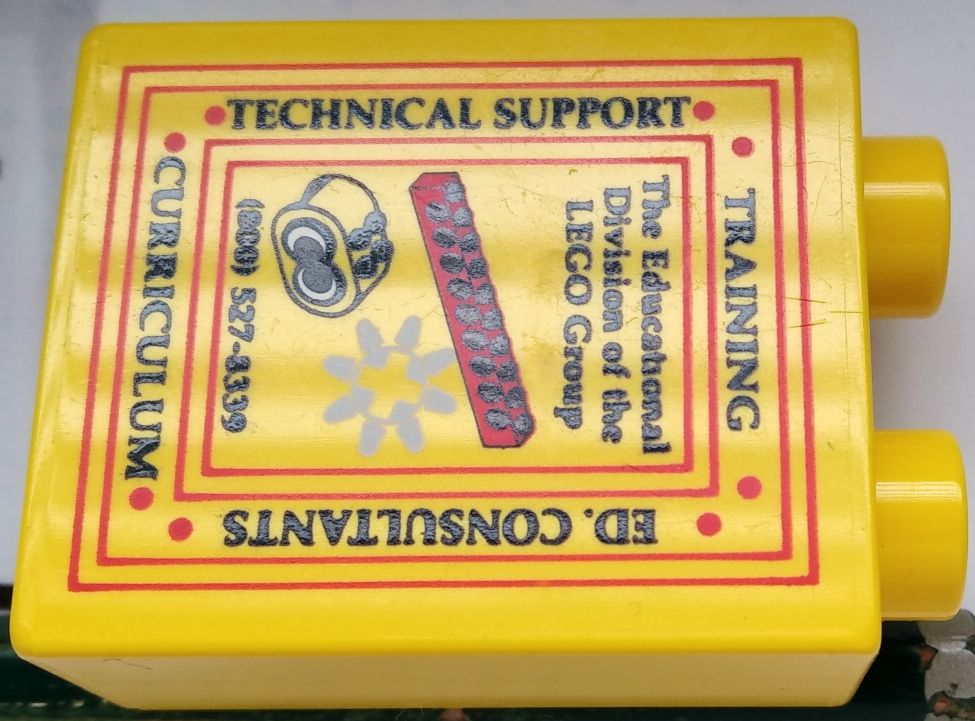 TRAINING
TECHNICAL SUPPORT
The Educational
Division of the
LEGO Group
(800) 527-8339
ED. CONSULTANTS
CURRICULUM